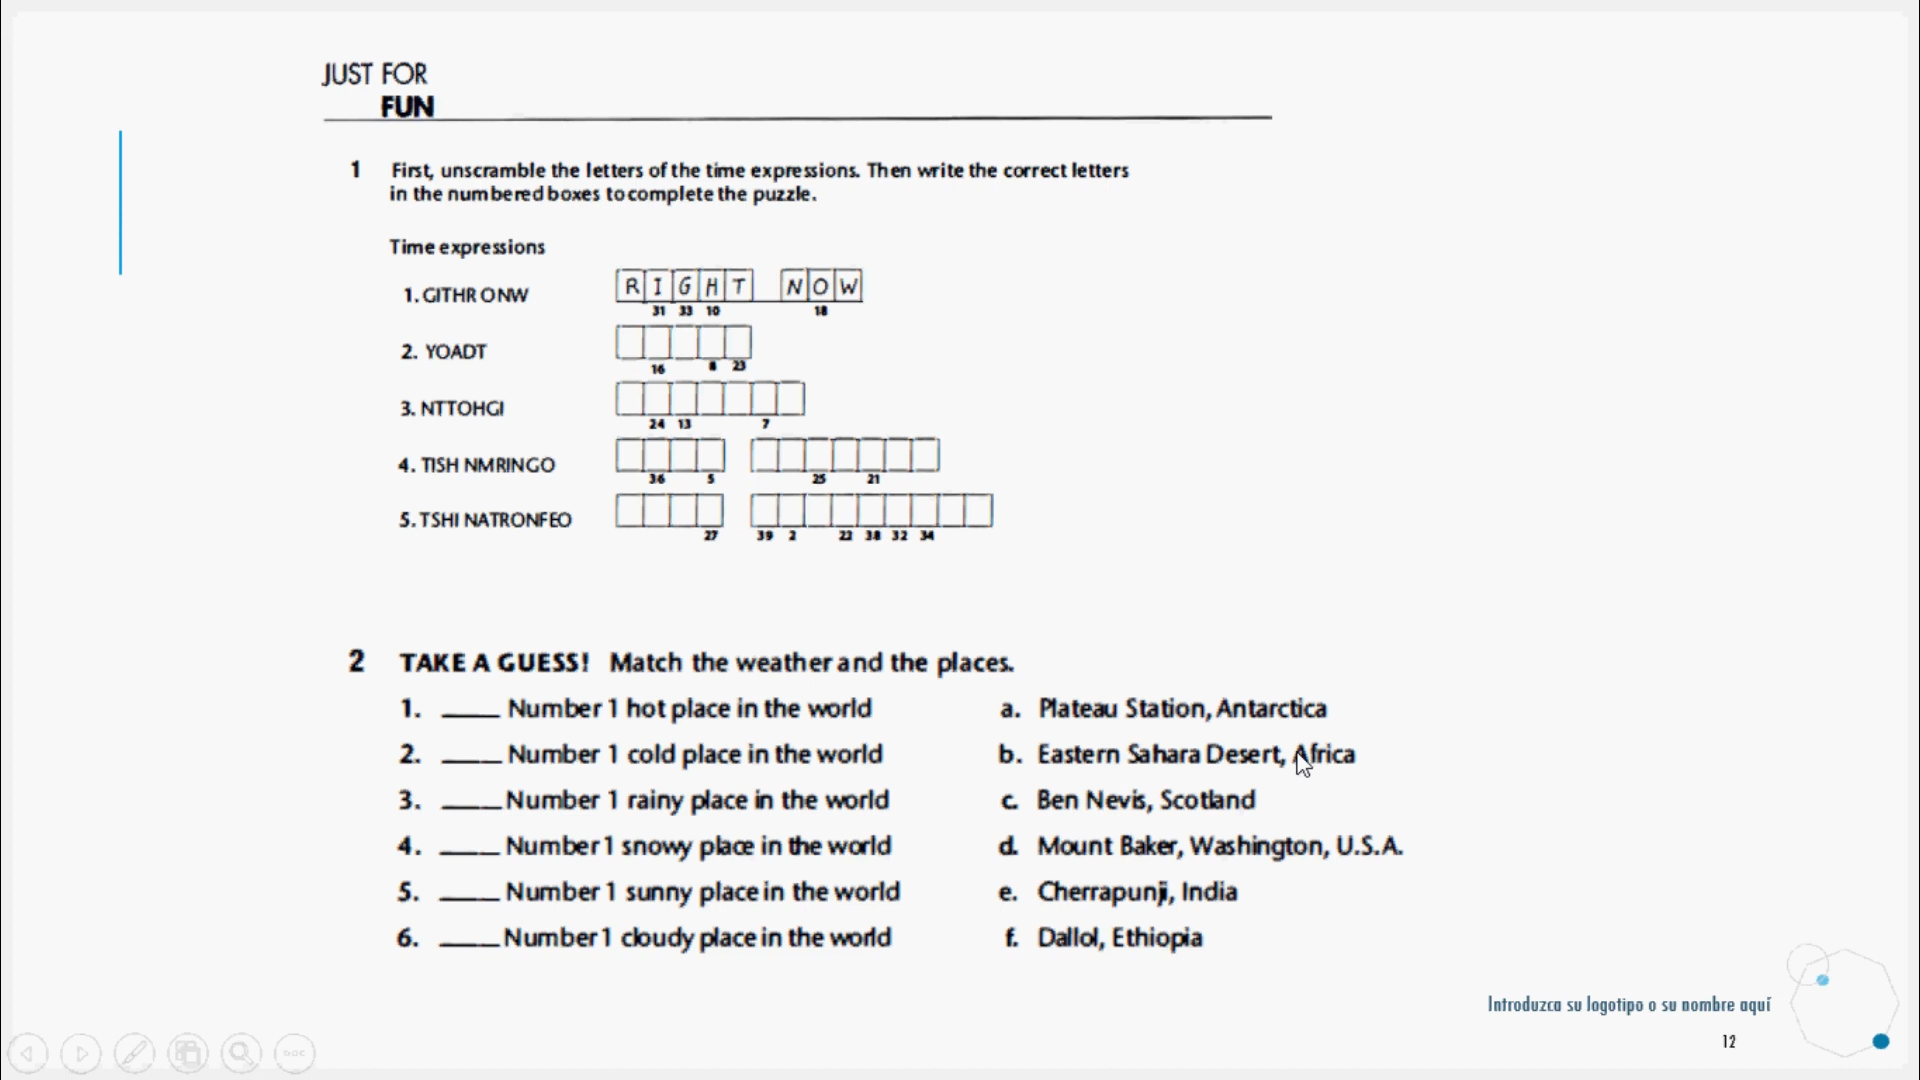 JUST FOR
FUN
1 First, unscramble the letters of the time expressions. Then write the correct letters
in the numbered boxes to complete the puzzle.
Time expressions
1. GITHR ONW RIGHT NOW
31 33 10 18
2. YOADT
16 8 23
3. NTTOHGI
24 13 7
4. TISH NMRINGO
36 5 25 21
5. TSHI NATRONFEO
27 39 2 22 38 32 34
2 TAKE A GUESS! Match the weather and the places.
1. ____ Number 1 hot place in the world a. Plateau Station, Antarctica
2. ____ Number 1 cold place in the world b. Eastern Sahara Desert, Africa
3. ____ Number 1 rainy place in the world c. Ben Nevis, Scotland
4. ____ Number 1 snowy place in the world d. Mount Baker, Washington, U.S.A.
5. ____ Number 1 sunny place in the world e. Cherrapunji, India
6. ____ Number 1 cloudy place in the world f. Dallol, Ethiopia
Introduzca su logotipo o su nombre aquí
12